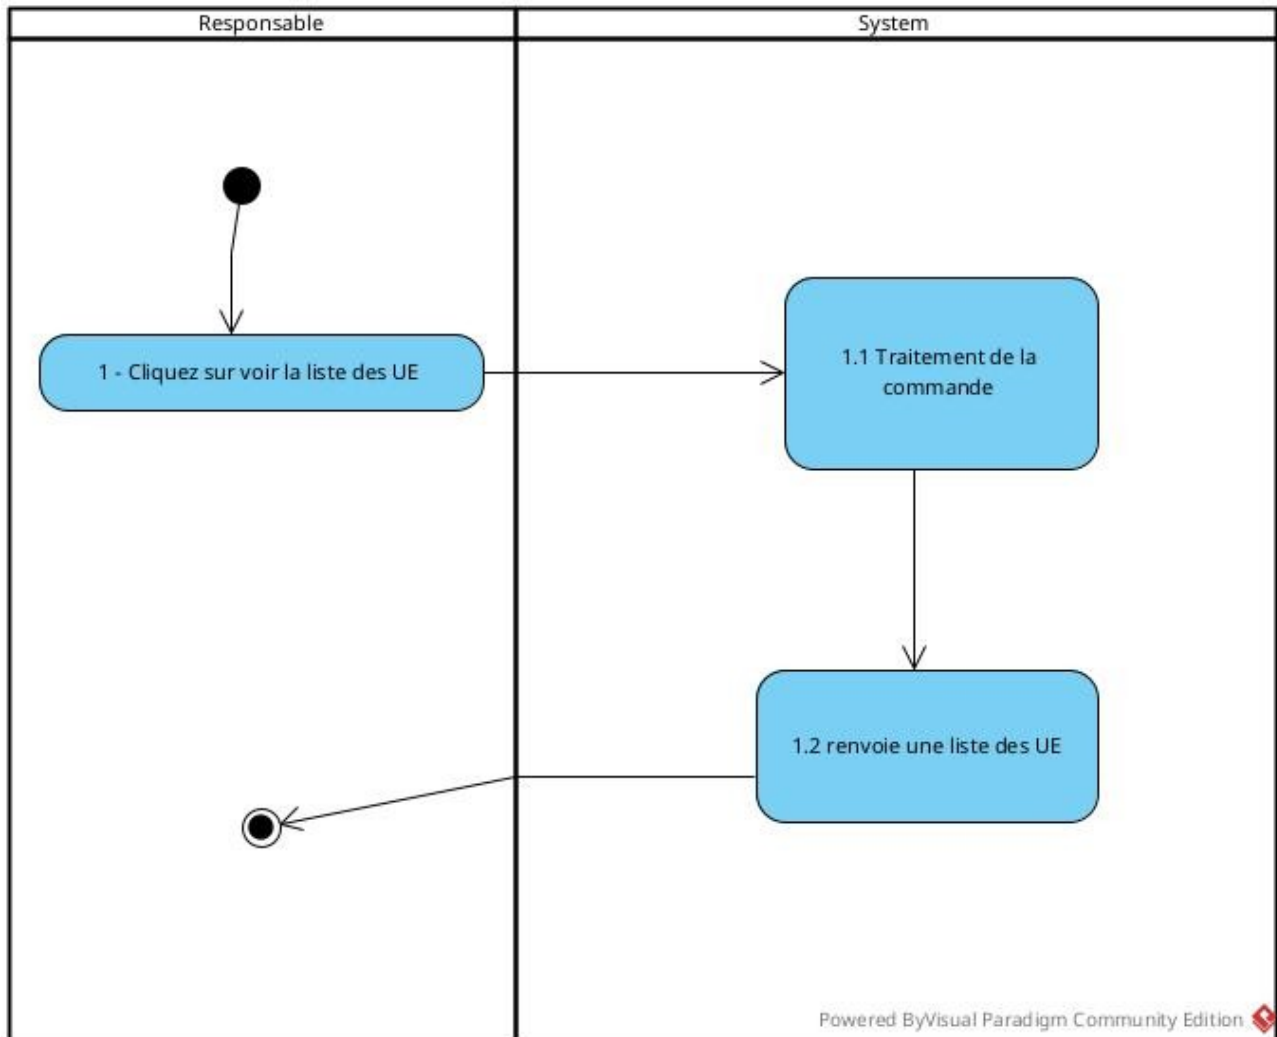 Responsable
System
1 - Cliquez sur voir la liste des UE
1.1 Traitement de la
commande
1.2 renvoie une liste des UE
Powered ByVisual Paradigm Community Edition